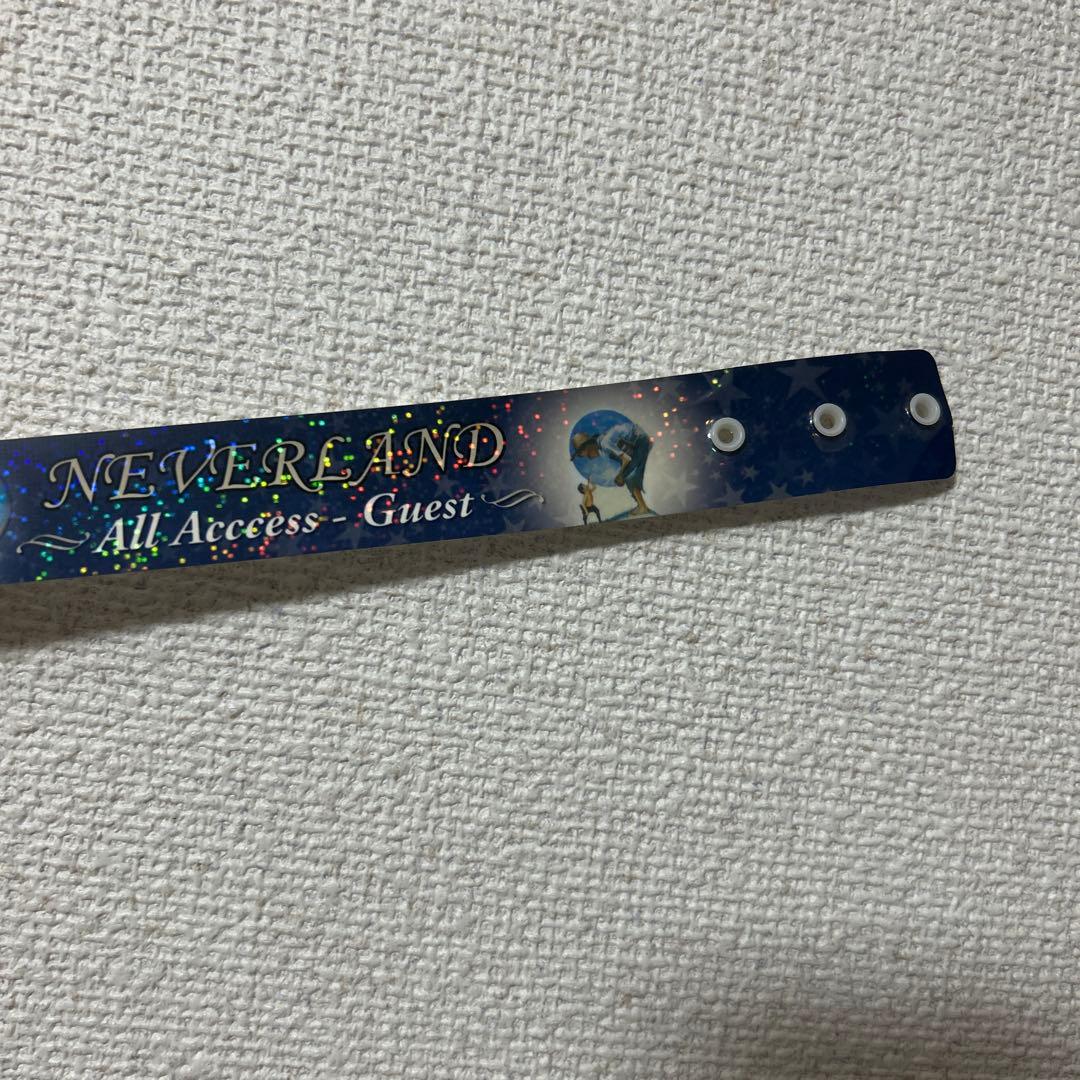 NEVERLAND
~ All Acccess - Guest ~